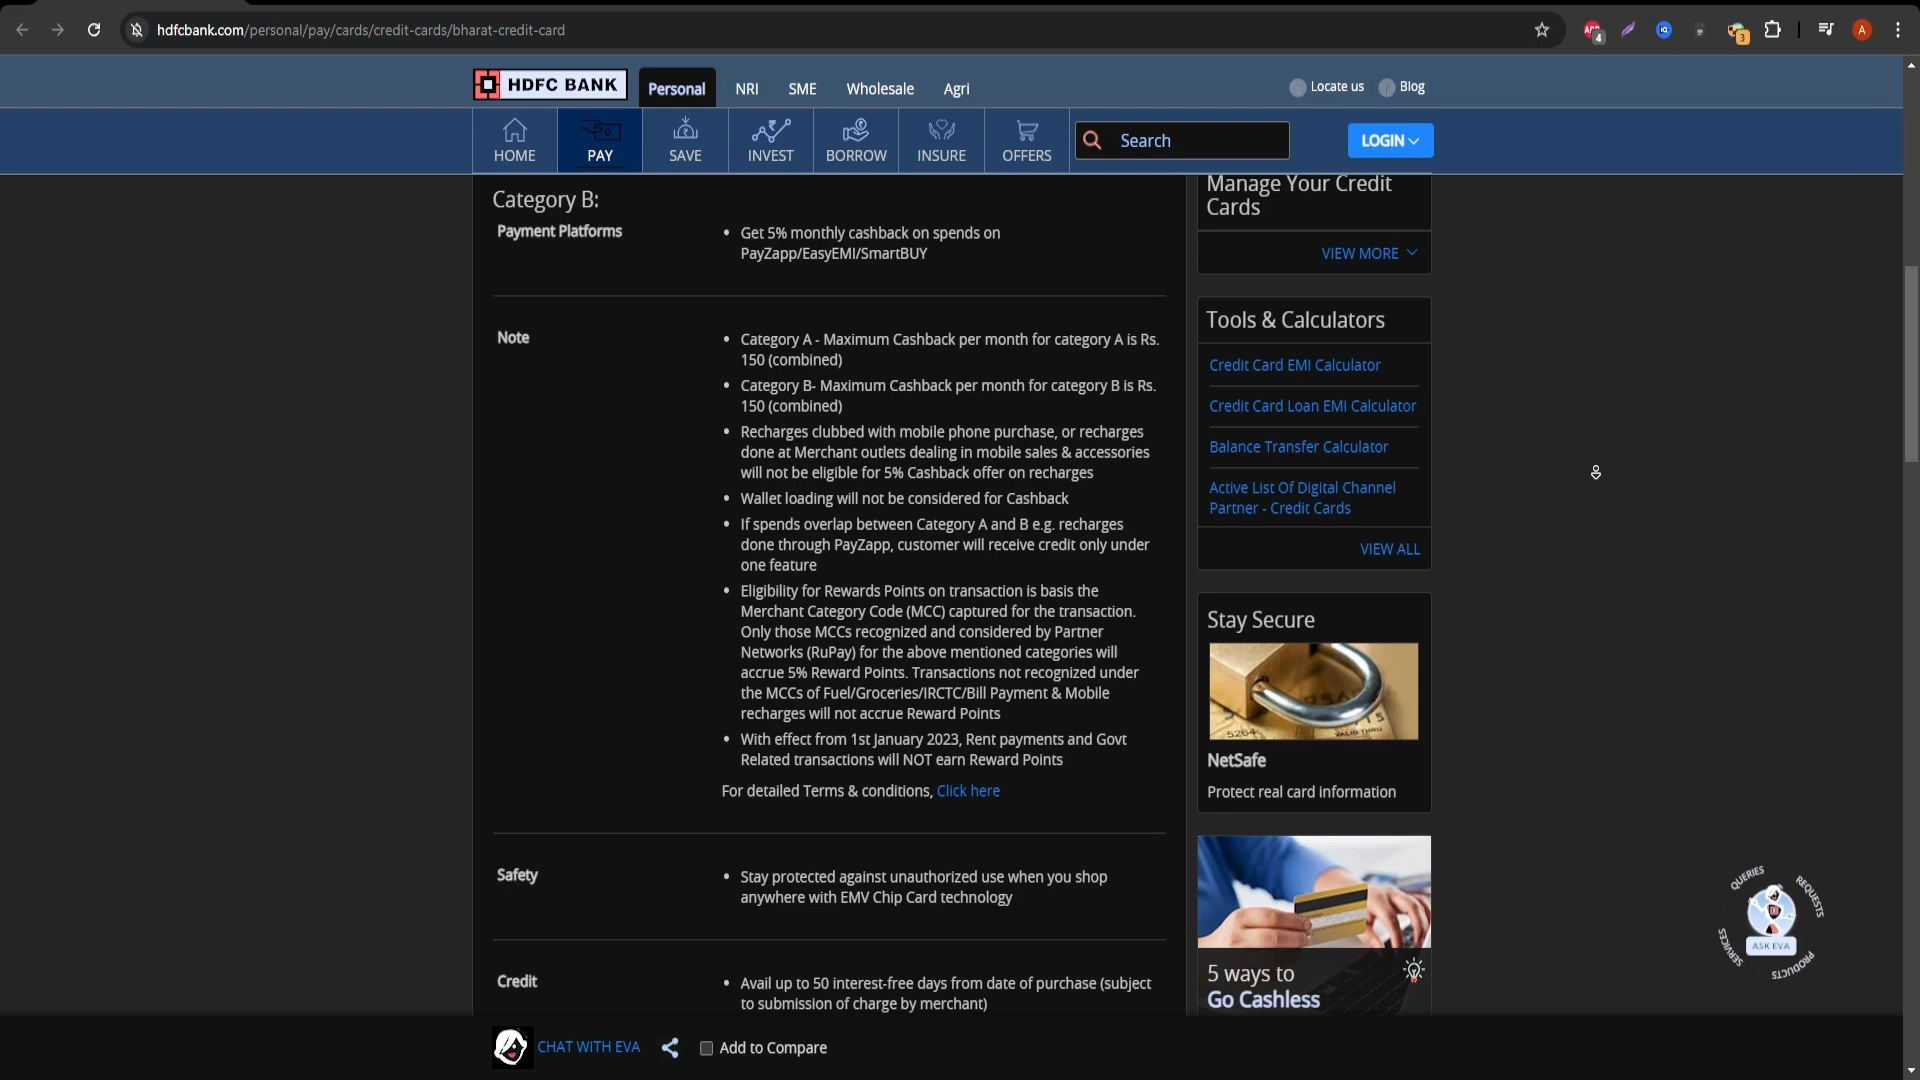 hdfcbank.com/personal/pay/cards/credit-cards/bharat-credit-card
4
3
A
HDFC BANK
Personal
NRI
SME
Wholesale
Agri
Locate us
Blog
HOME
PAY
SAVE
INVEST
BORROW
INSURE
OFFERS
Search
LOGIN
Category B:
Payment Platforms
• Get 5% monthly cashback on spends on
PayZapp/EasyEMI/SmartBUY
Note
• Category A - Maximum Cashback per month for category A is Rs.
150 (combined)
• Category B- Maximum Cashback per month for category B is Rs.
150 (combined)
• Recharges clubbed with mobile phone purchase, or recharges
done at Merchant outlets dealing in mobile sales & accessories
will not be eligible for 5% Cashback offer on recharges
• Wallet loading will not be considered for Cashback
• If spends overlap between Category A and B e.g. recharges
done through PayZapp, customer will receive credit only under
one feature
• Eligibility for Rewards Points on transaction is basis the
Merchant Category Code (MCC) captured for the transaction.
Only those MCCs recognized and considered by Partner
Networks (RuPay) for the above mentioned categories will
accrue 5% Reward Points. Transactions not recognized under
the MCCs of Fuel/Groceries/IRCTC/Bill Payment & Mobile
recharges will not accrue Reward Points
• With effect from 1st January 2023, Rent payments and Govt
Related transactions will NOT earn Reward Points
For detailed Terms & conditions, Click here
Safety
• Stay protected against unauthorized use when you shop
anywhere with EMV Chip Card technology
Credit
• Avail up to 50 interest-free days from date of purchase (subject
to submission of charge by merchant)
Manage Your Credit
Cards
VIEW MORE
Tools & Calculators
Credit Card EMI Calculator
Credit Card Loan EMI Calculator
Balance Transfer Calculator
Active List Of Digital Channel
Partner - Credit Cards
VIEW ALL
Stay Secure
5264
VALID THRU
NetSafe
Protect real card information
5 ways to
Go Cashless
QUERIES
REQUESTS
PRODUCTS
SERVICES
ASK EVA
CHAT WITH EVA
Add to Compare